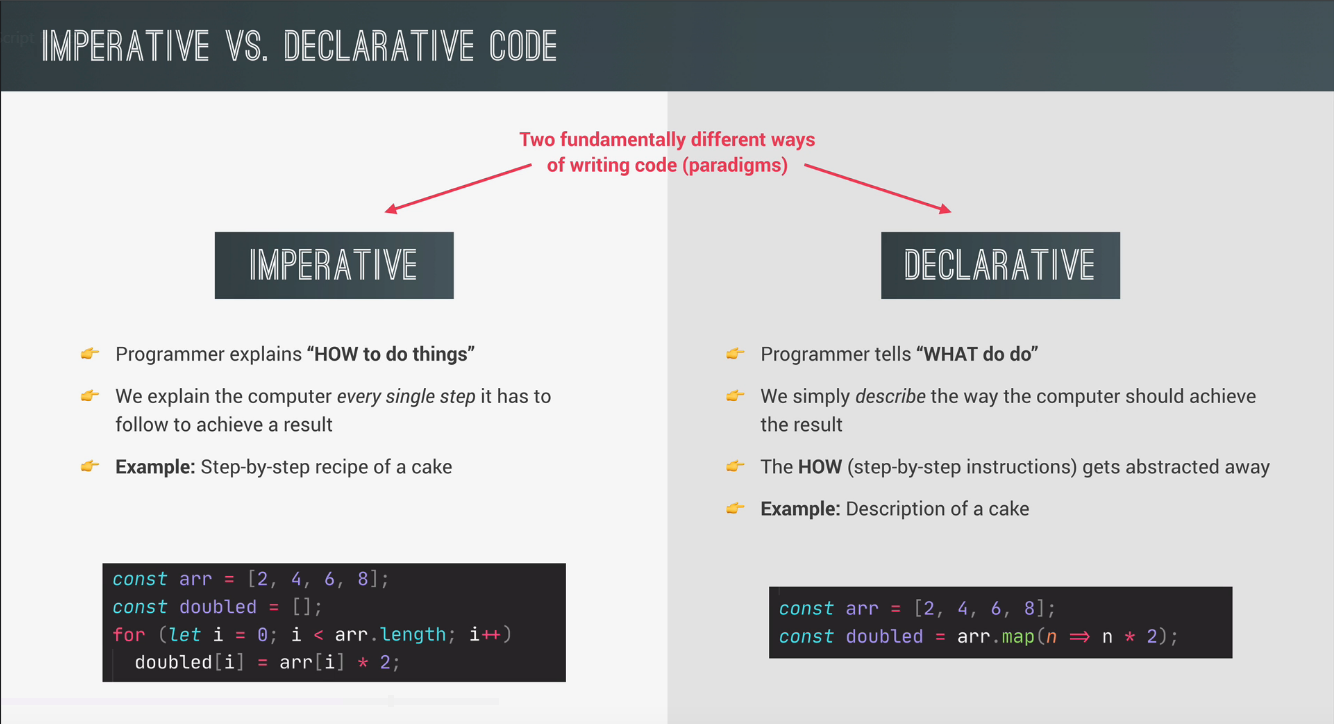 IMPERATIVE VS. DECLARATIVE CODE
Two fundamentally different ways
of writing code (paradigms)
IMPERATIVE
👉 Programmer explains “HOW to do things”
👉 We explain the computer every single step it has to
follow to achieve a result
👉 Example: Step-by-step recipe of a cake
const arr = [2, 4, 6, 8];
const doubled = [];
for (let i = 0; i < arr.length; i++)
  doubled[i] = arr[i] * 2;
DECLARATIVE
👉 Programmer tells “WHAT do do”
👉 We simply describe the way the computer should achieve
the result
👉 The HOW (step-by-step instructions) gets abstracted away
👉 Example: Description of a cake
const arr = [2, 4, 6, 8];
const doubled = arr.map(n => n * 2);